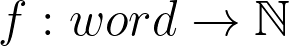 f : word → ℕ